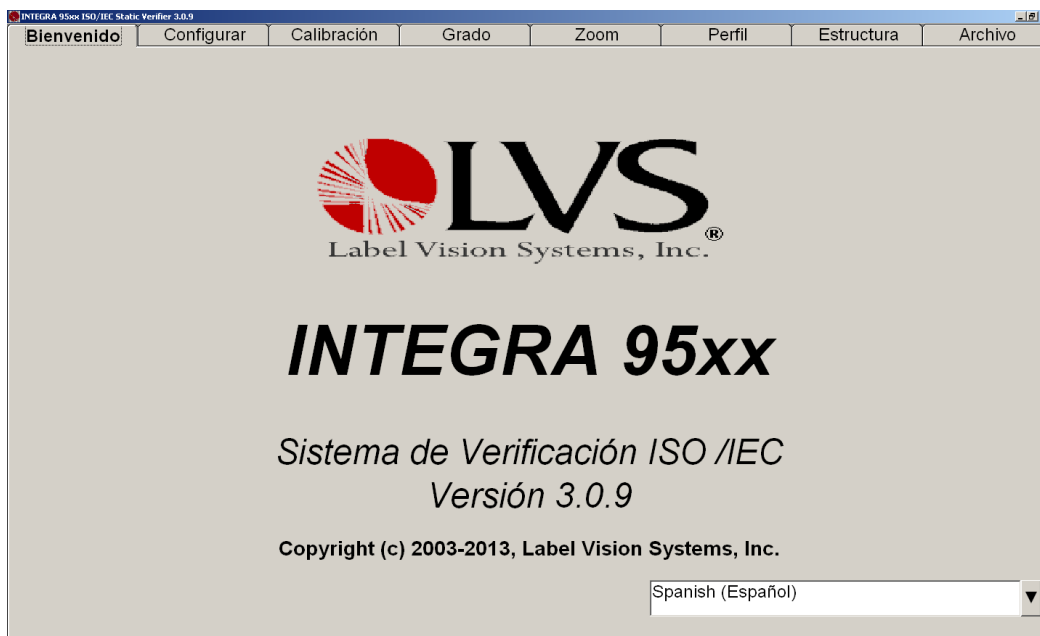 INTEGRA 95xx ISO/IEC Static Verifier 3.0.9
Bienvenido Configurar Calibración Grado Zoom Perfil Estructura Archivo
LVS®
Label Vision Systems, Inc.
INTEGRA 95xx
Sistema de Verificación ISO /IEC
Versión 3.0.9
Copyright (c) 2003-2013, Label Vision Systems, Inc.
Spanish (Español)